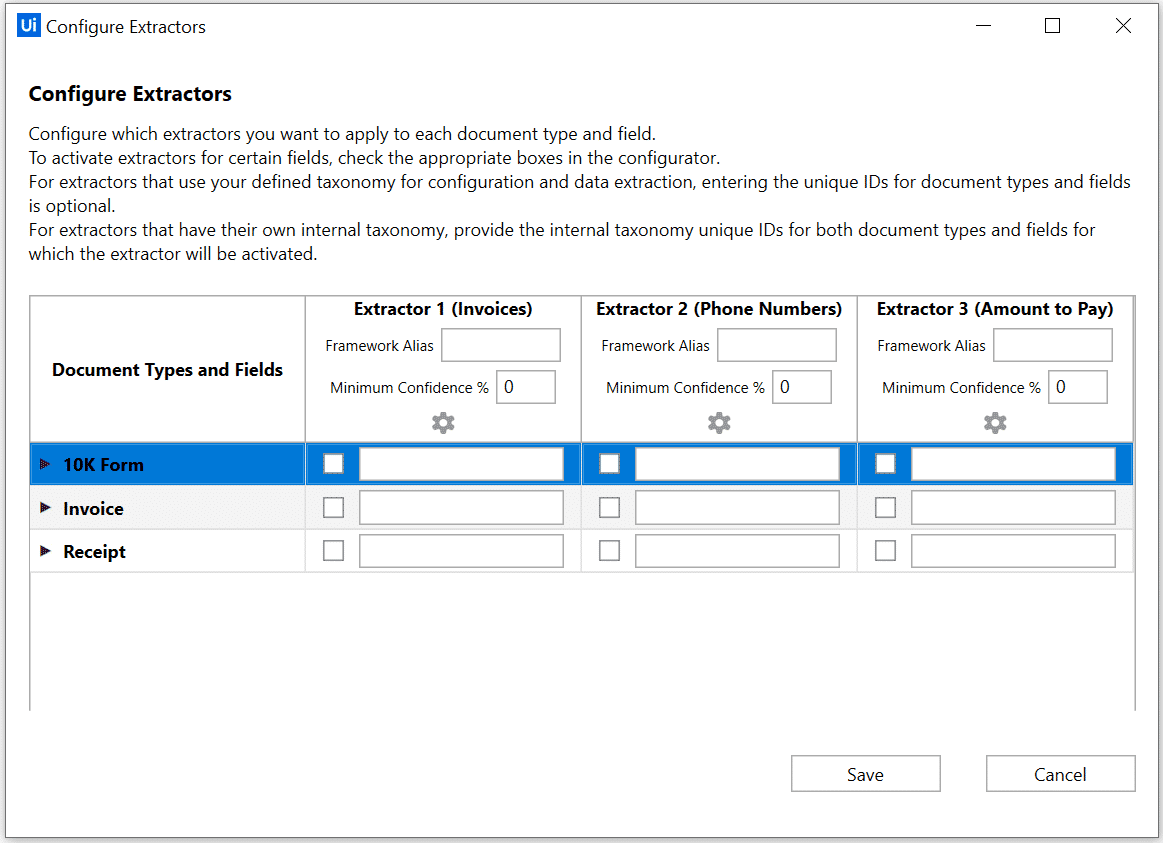 Ui Configure Extractors
Configure Extractors
Configure which extractors you want to apply to each document type and field.
To activate extractors for certain fields, check the appropriate boxes in the configurator.
For extractors that use your defined taxonomy for configuration and data extraction, entering the unique IDs for document types and fields
is optional.
For extractors that have their own internal taxonomy, provide the internal taxonomy unique IDs for both document types and fields for
which the extractor will be activated.
Document Types and Fields
Extractor 1 (Invoices)
Framework Alias
Minimum Confidence % 0
Extractor 2 (Phone Numbers)
Framework Alias
Minimum Confidence % 0
Extractor 3 (Amount to Pay)
Framework Alias
Minimum Confidence % 0
10K Form
Invoice
Receipt
Save
Cancel